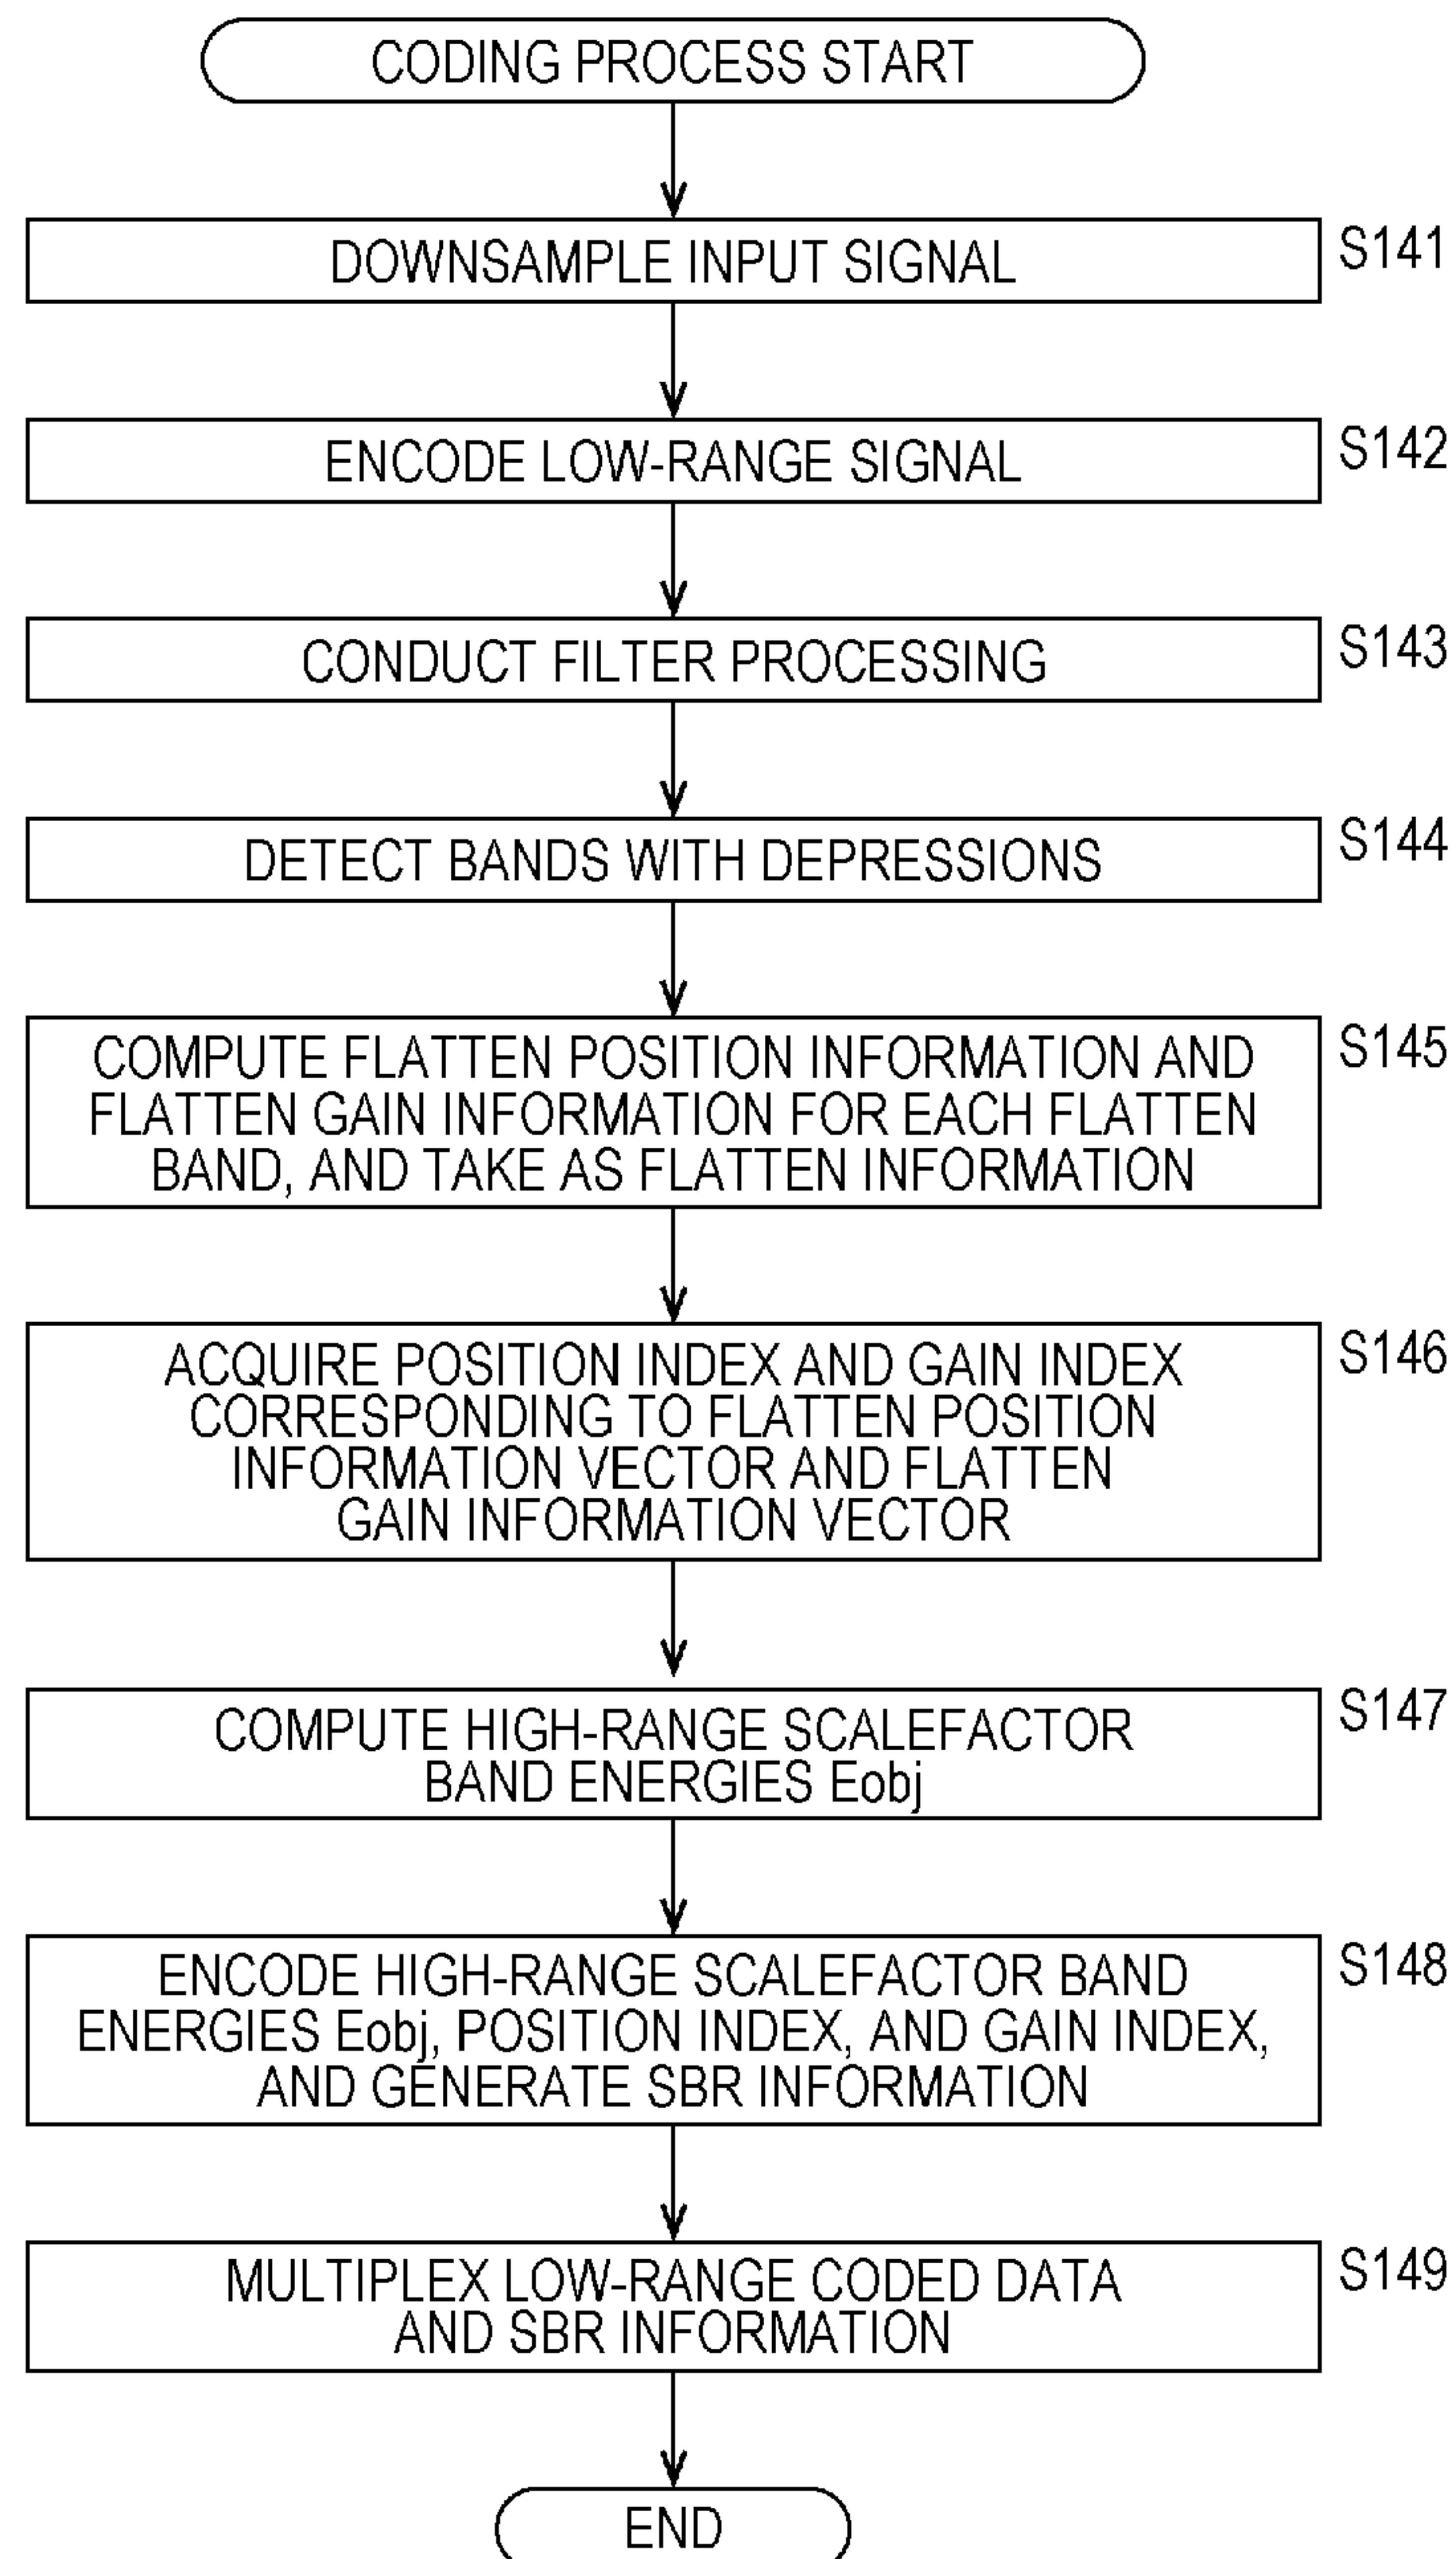 CODING PROCESS START
DOWNSAMPLE INPUT SIGNAL
S141
ENCODE LOW-RANGE SIGNAL
S142
CONDUCT FILTER PROCESSING
S143
DETECT BANDS WITH DEPRESSIONS
S144
COMPUTE FLATTEN POSITION INFORMATION AND
FLATTEN GAIN INFORMATION FOR EACH FLATTEN
BAND, AND TAKE AS FLATTEN INFORMATION
S145
ACQUIRE POSITION INDEX AND GAIN INDEX
CORRESPONDING TO FLATTEN POSITION
INFORMATION VECTOR AND FLATTEN
GAIN INFORMATION VECTOR
S146
COMPUTE HIGH-RANGE SCALEFACTOR
BAND ENERGIES Eobj
S147
ENCODE HIGH-RANGE SCALEFACTOR BAND
ENERGIES Eobj, POSITION INDEX, AND GAIN INDEX,
AND GENERATE SBR INFORMATION
S148
MULTIPLEX LOW-RANGE CODED DATA
AND SBR INFORMATION
S149
END